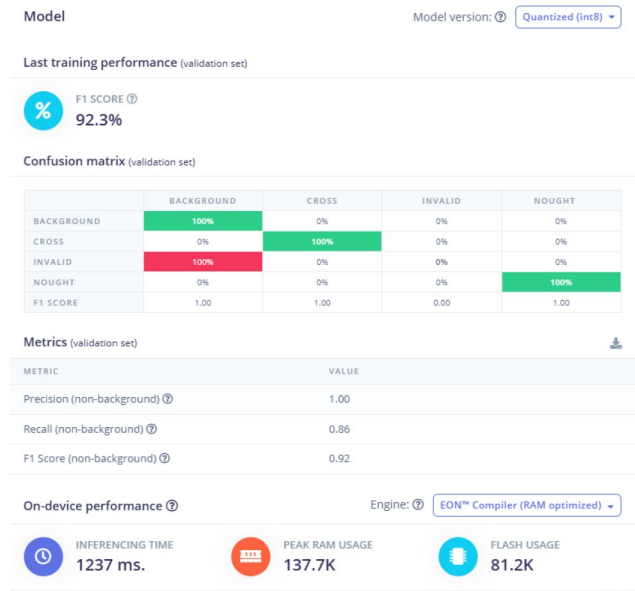 Model Model version: Quantized (int8)
Last training performance (validation set)
% F1 SCORE
92.3%
Confusion matrix (validation set)
BACKGROUND CROSS INVALID NOUGHT
BACKGROUND 100% 0% 0% 0%
CROSS 0% 100% 0% 0%
INVALID 100% 0% 0% 0%
NOUGHT 0% 0% 0% 100%
F1 SCORE 1.00 1.00 0.00 1.00
Metrics (validation set)
METRIC VALUE
Precision (non-background) 1.00
Recall (non-background) 0.86
F1 Score (non-background) 0.92
On-device performance Engine: EON™ Compiler (RAM optimized)
INFERENCING TIME PEAK RAM USAGE FLASH USAGE
1237 ms. 137.7K 81.2K